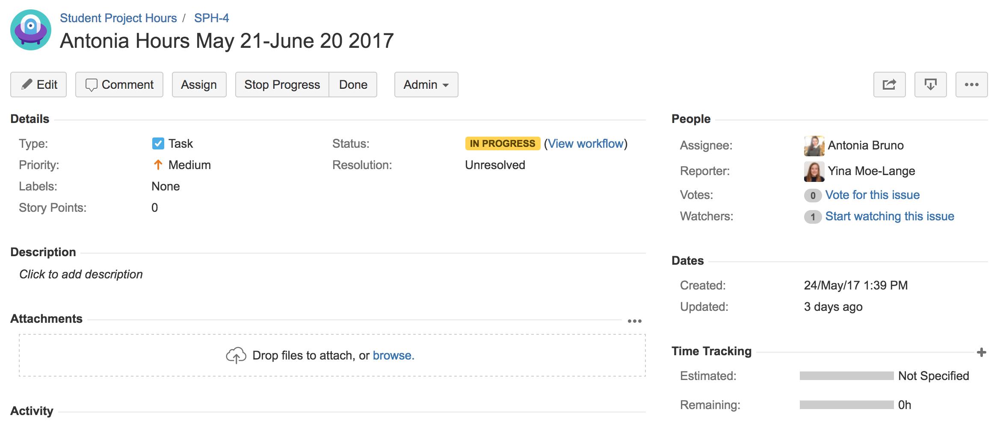 Student Project Hours / SPH-4
Antonia Hours May 21-June 20 2017
Edit Comment Assign Stop Progress Done Admin
Details
Type: Task Status: IN PROGRESS (View workflow)
Priority: Medium Resolution: Unresolved
Labels: None
Story Points: 0
Description
Click to add description
Attachments
Drop files to attach, or browse.
Activity
People
Assignee: Antonia Bruno
Reporter: Yina Moe-Lange
Votes: 0 Vote for this issue
Watchers: 1 Start watching this issue
Dates
Created: 24/May/17 1:39 PM
Updated: 3 days ago
Time Tracking
Estimated: Not Specified
Remaining: 0h